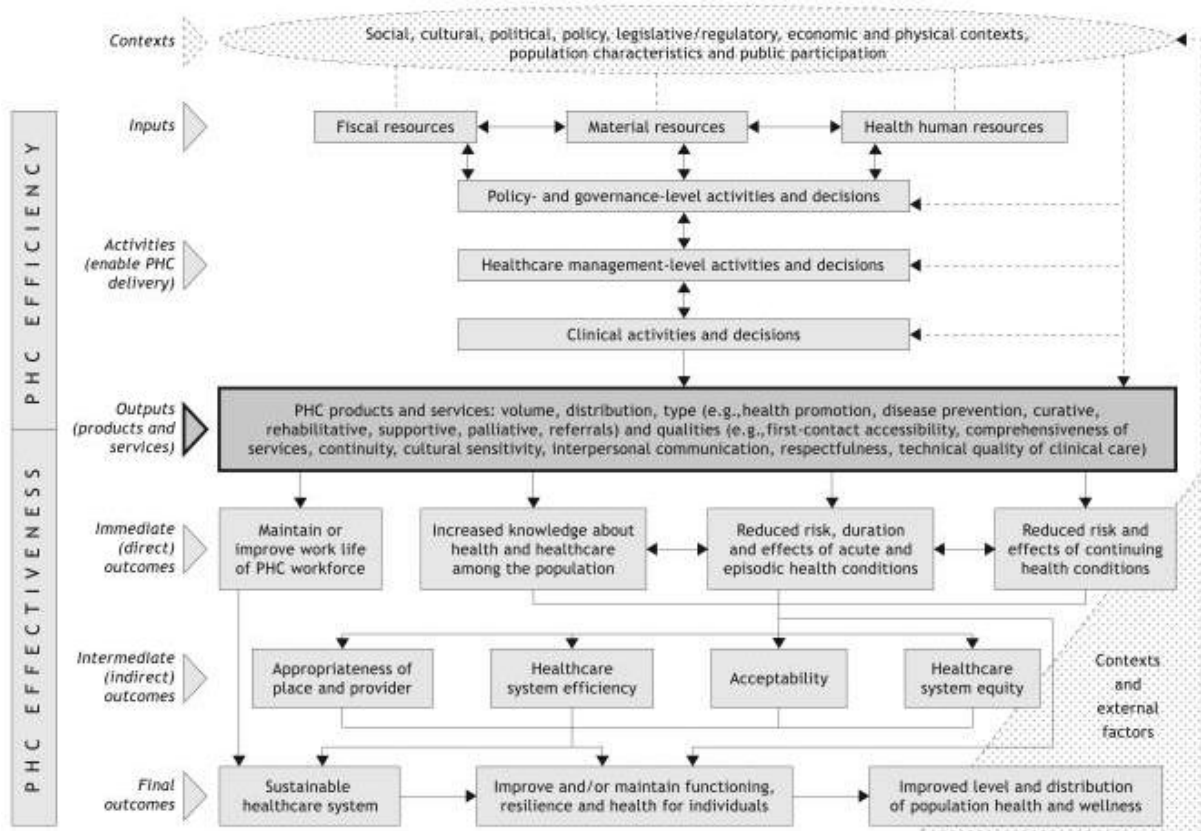 Contexts
Social, cultural, political, policy, legislative/regulatory, economic and physical contexts,
population characteristics and public participation
PHC EFFICIENCY
Inputs
Fiscal resources
Material resources
Health human resources
Policy- and governance-level activities and decisions
Activities
(enable PHC
delivery)
Healthcare management-level activities and decisions
Clinical activities and decisions
Outputs
(products and
services)
PHC products and services: volume, distribution, type (e.g.,health promotion, disease prevention, curative,
rehabilitative, supportive, palliative, referrals) and qualities (e.g.,first-contact accessibility, comprehensiveness of
services, continuity, cultural sensitivity, interpersonal communication, respectfulness, technical quality of clinical care)
PHC EFFECTIVENESS
Immediate
(direct)
outcomes
Maintain or
improve work life
of PHC workforce
Increased knowledge about
health and healthcare
among the population
Reduced risk, duration
and effects of acute and
episodic health conditions
Reduced risk and
effects of continuing
health conditions
Intermediate
(indirect)
outcomes
Appropriateness of
place and provider
Healthcare
system efficiency
Acceptability
Healthcare
system equity
Contexts
and
external
factors
Final
outcomes
Sustainable
healthcare system
Improve and/or maintain functioning,
resilience and health for individuals
Improved level and distribution
of population health and wellness